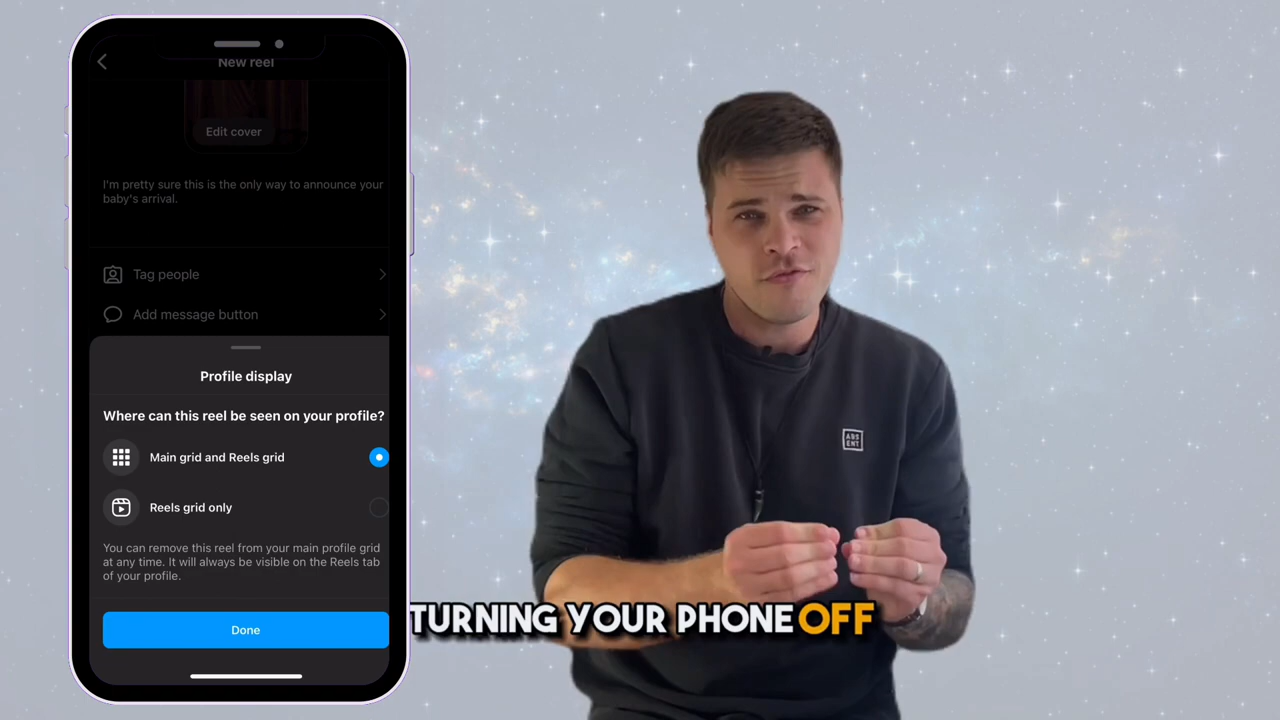 New reel
Edit cover
I'm pretty sure this is the only way to announce your
baby's arrival.
Tag people
Add message button
Profile display
Where can this reel be seen on your profile?
Main grid and Reels grid
Reels grid only
You can remove this reel from your main profile grid
at any time. It will always be visible on the Reels tab
of your profile.
Done
ABS
ENT
TURNING YOUR PHONE OFF